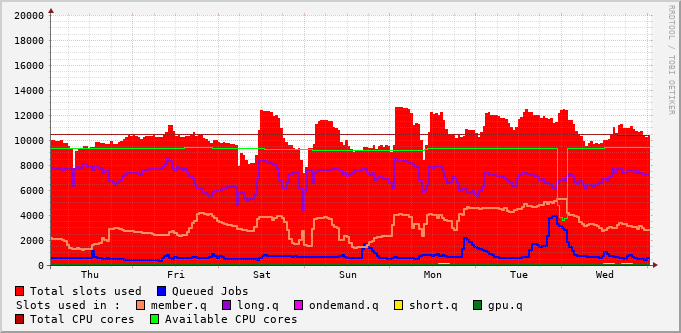 20000
18000
16000
14000
12000
10000
8000
6000
4000
2000
0
Thu Fri Sat Sun Mon Tue Wed
Total slots used Queued Jobs
Slots used in : member.q long.q ondemand.q short.q gpu.q
Total CPU cores Available CPU cores
RRDTOOL / TOBI OETIKER